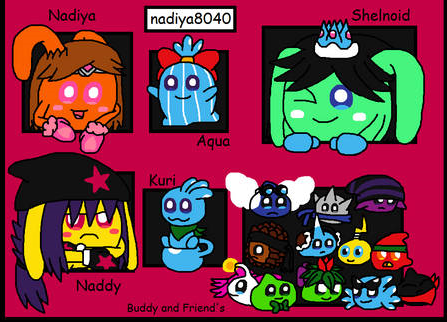 Nadiya
nadiya8040
Shelnoid
Aqua
Kuri
Naddy
Buddy and Friend's